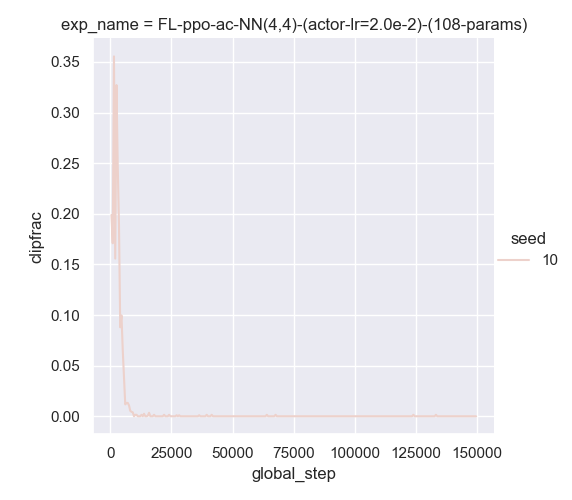 exp_name = FL-ppo-ac-NN(4,4)-(actor-lr=2.0e-2)-(108-params)
0.35
0.30
0.25
0.20
0.15
0.10
0.05
0.00
clipfrac
0 25000 50000 75000 100000 125000 150000
global_step
seed
10